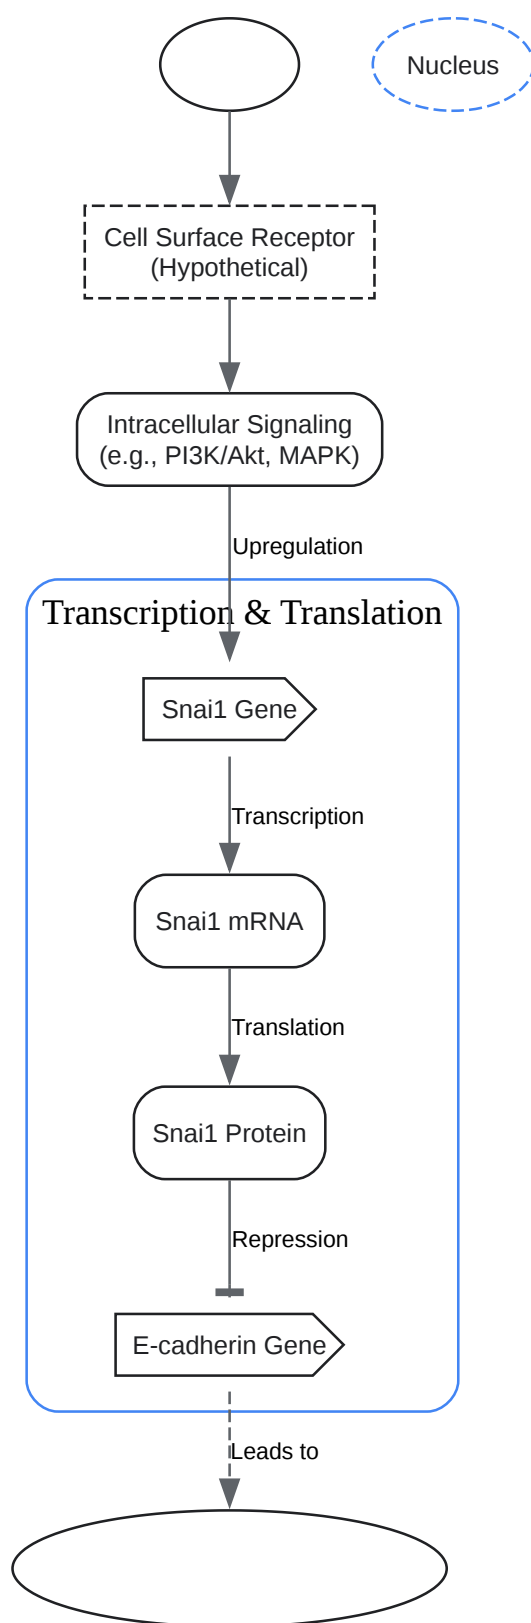 Nucleus
Cell Surface Receptor
(Hypothetical)
Intracellular Signaling
(e.g., PI3K/Akt, MAPK)
Upregulation
Transcription & Translation
Snai1 Gene
Transcription
Snai1 mRNA
Translation
Snai1 Protein
Repression
E-cadherin Gene
Leads to